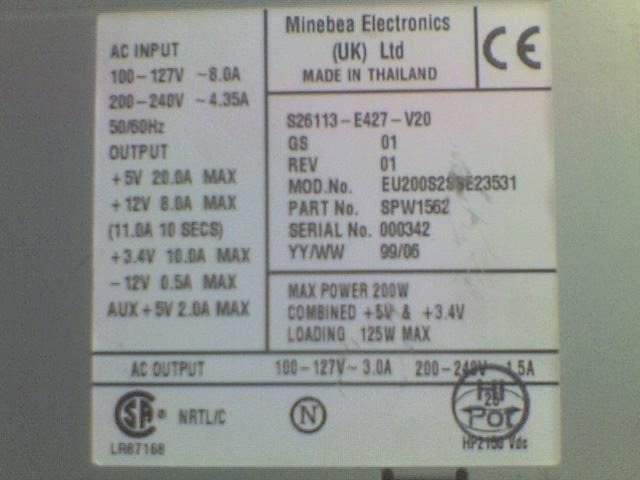 AC INPUT
100-127V ~8.0A
200-240V ~4.35A
50/60Hz
OUTPUT
+5V 20.0A MAX
+12V 8.0A MAX
(11.0A 10 SECS)
+3.4V 10.0A MAX
-12V 0.5A MAX
AUX+5V 2.0A MAX
Minebea Electronics
(UK) Ltd
MADE IN THAILAND
CE
S26113-E427-V20
GS 01
REV 01
MOD.No.
PART No. SPW1562
SERIAL No. 000342
YY/WW 99/06
MAX POWER 200W
COMBINED +5V & +3.4V
LOADING 125W MAX
AC OUTPUT 100-127V~ 3.0A 200-240V 1.5A
SA ® NRTL/C N
LR87168
HI
POT
HP2150 Vdc